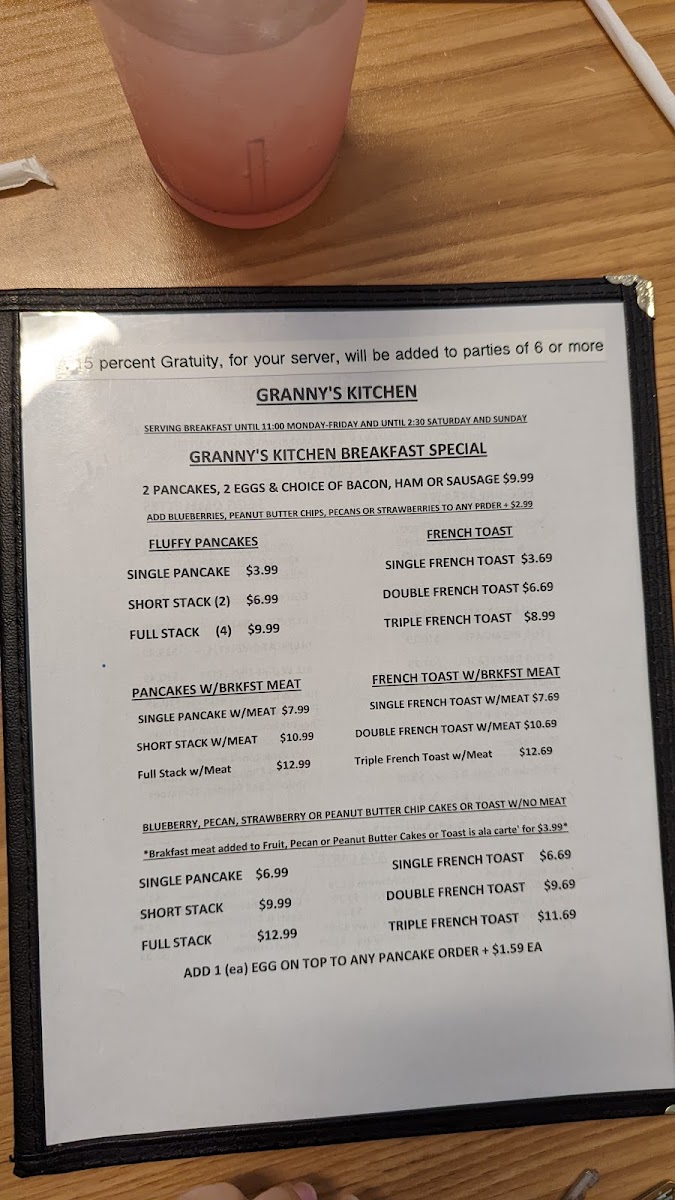 15 percent Gratuity, for your server, will be added to parties of 6 or more
GRANNY'S KITCHEN
SERVING BREAKFAST UNTIL 11:00 MONDAY-FRIDAY AND UNTIL 2:30 SATURDAY AND SUNDAY
GRANNY'S KITCHEN BREAKFAST SPECIAL
2 PANCAKES, 2 EGGS & CHOICE OF BACON, HAM OR SAUSAGE $9.99
ADD BLUEBERRIES, PEANUT BUTTER CHIPS, PECANS OR STRAWBERRIES TO ANY PRDER + $2.99
FLUFFY PANCAKES
SINGLE PANCAKE $3.99
SHORT STACK (2) $6.99
FULL STACK (4) $9.99
FRENCH TOAST
SINGLE FRENCH TOAST $3.69
DOUBLE FRENCH TOAST $6.69
TRIPLE FRENCH TOAST $8.99
PANCAKES W/BRKFST MEAT
SINGLE PANCAKE W/MEAT $7.99
SHORT STACK W/MEAT $10.99
Full Stack w/Meat $12.99
FRENCH TOAST W/BRKFST MEAT
SINGLE FRENCH TOAST W/MEAT $7.69
DOUBLE FRENCH TOAST W/MEAT $10.69
Triple French Toast w/Meat $12.69
BLUEBERRY, PECAN, STRAWBERRY OR PEANUT BUTTER CHIP CAKES OR TOAST W/NO MEAT
*Brakfast meat added to Fruit, Pecan or Peanut Butter Cakes or Toast is ala carte' for $3.99*
SINGLE PANCAKE $6.99
SHORT STACK $9.99
FULL STACK $12.99
SINGLE FRENCH TOAST $6.69
DOUBLE FRENCH TOAST $9.69
TRIPLE FRENCH TOAST $11.69
ADD 1 (ea) EGG ON TOP TO ANY PANCAKE ORDER + $1.59 EA